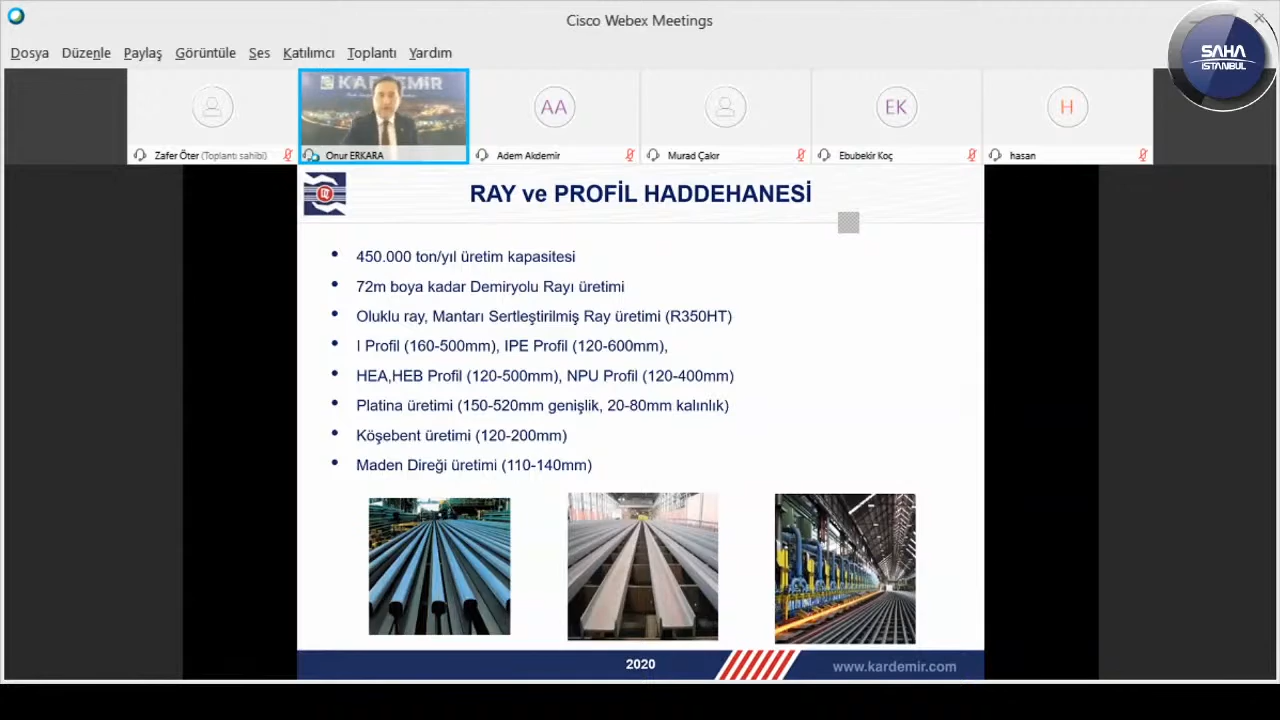 Cisco Webex Meetings
SAHA
İSTANBUL
Dosya Düzenle Paylaş Görüntüle Ses Katılımcı Toplantı Yardım
KARDEMİR
AA
EK
H
Zafer Öter (Toplantı sahibi)
Onur ERKARA
Adem Akdemir
Murad Çakır
Ebubekir Koç
hasan
RAY ve PROFİL HADDEHANESİ
• 450.000 ton/yıl üretim kapasitesi
• 72m boya kadar Demiryolu Rayı üretimi
• Oluklu ray, Mantarı Sertleştirilmiş Ray üretimi (R350HT)
• I Profil (160-500mm), IPE Profil (120-600mm),
• HEA,HEB Profil (120-500mm), NPU Profil (120-400mm)
• Platina üretimi (150-520mm genişlik, 20-80mm kalınlık)
• Köşebent üretimi (120-200mm)
• Maden Direği üretimi (110-140mm)
2020
www.kardemir.com